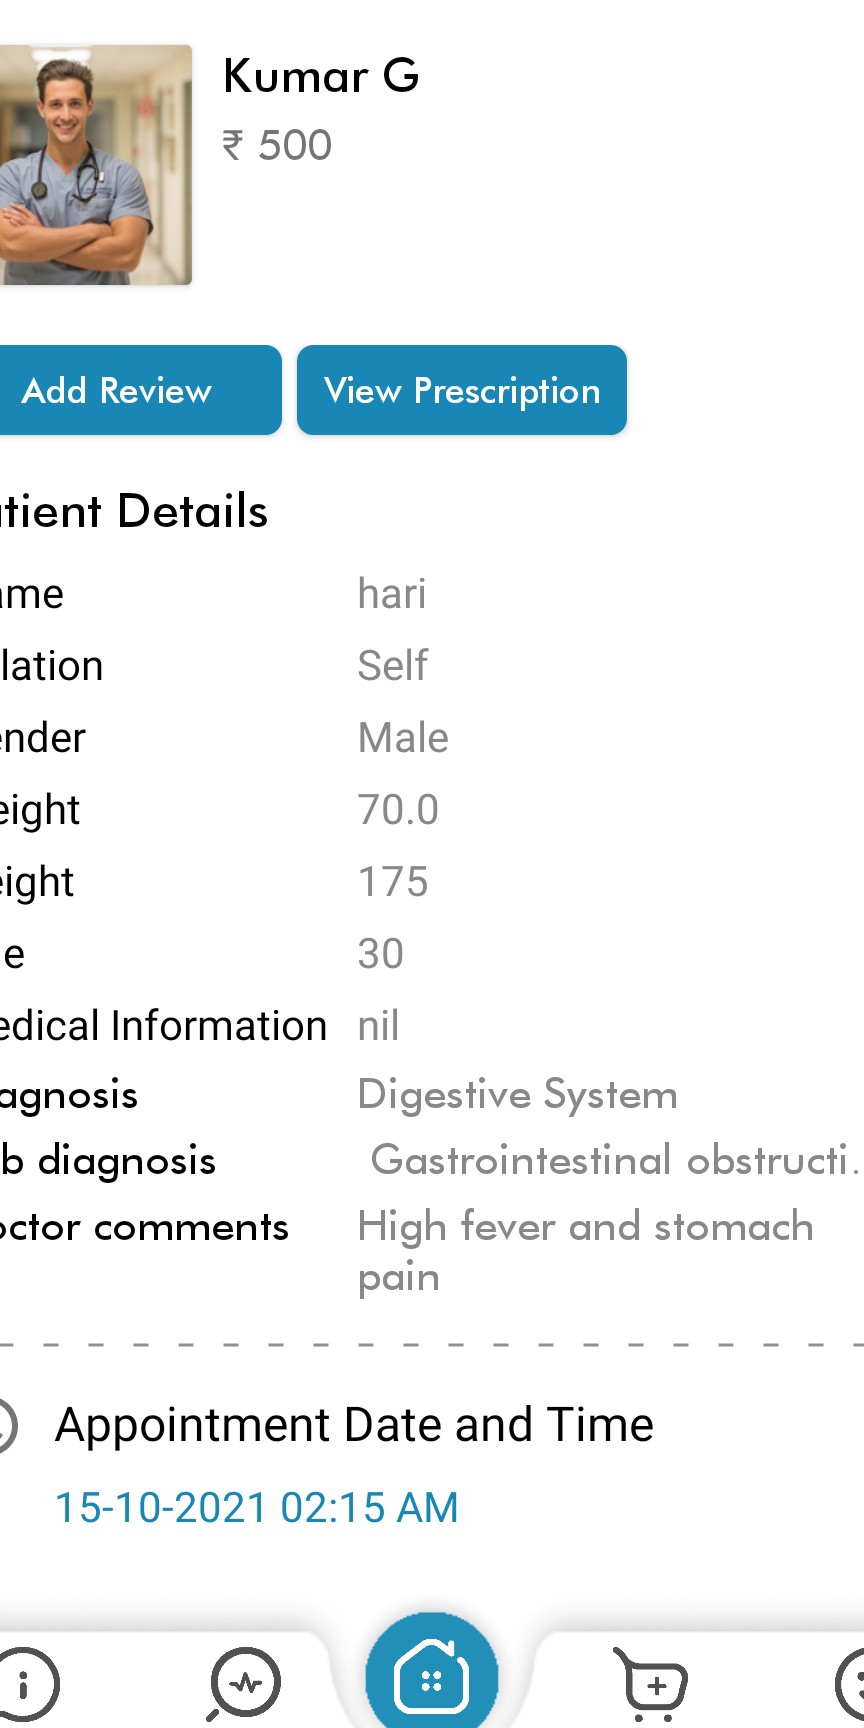 Kumar G
₹ 500
Add Review
View Prescription
tient Details
ame hari
lation Self
ender Male
eight 70.0
eight 175
e 30
edical Information nil
agnosis Digestive System
b diagnosis Gastrointestinal obstructi.
octor comments High fever and stomach
pain
Appointment Date and Time
15-10-2021 02:15 AM